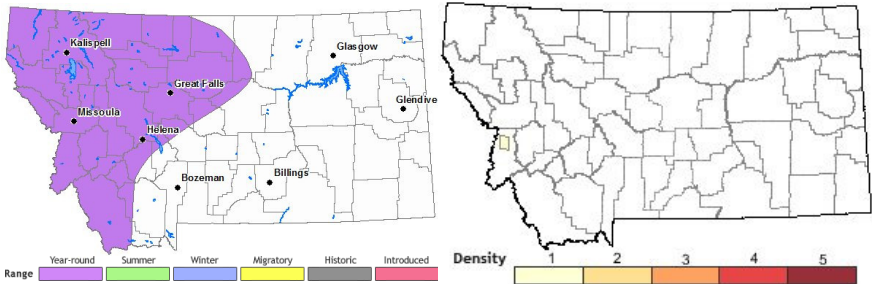 Kalispell
Glasgow
Great Falls
Glendive
Missoula
Helena
Bozeman
Billings
Range Year-round Summer Winter Migratory Historic Introduced
Density 1 2 3 4 5